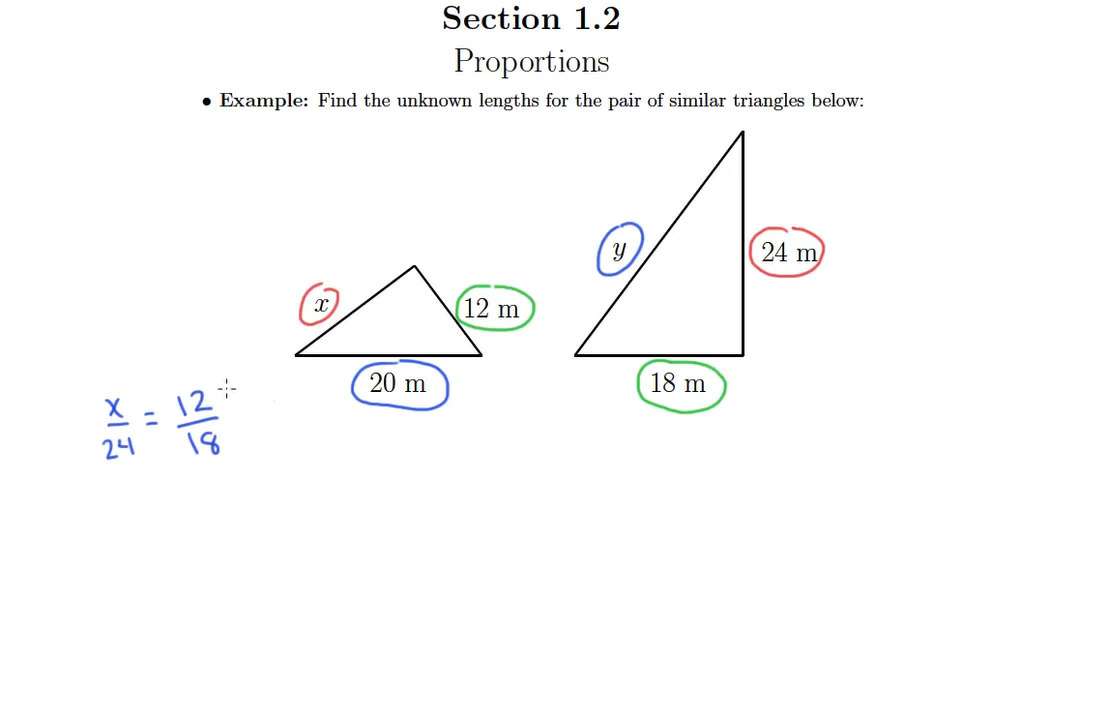 Section 1.2
Proportions
• Example: Find the unknown lengths for the pair of similar triangles below:
y
24 m
x
12 m
20 m
18 m
x/24 = 12/18